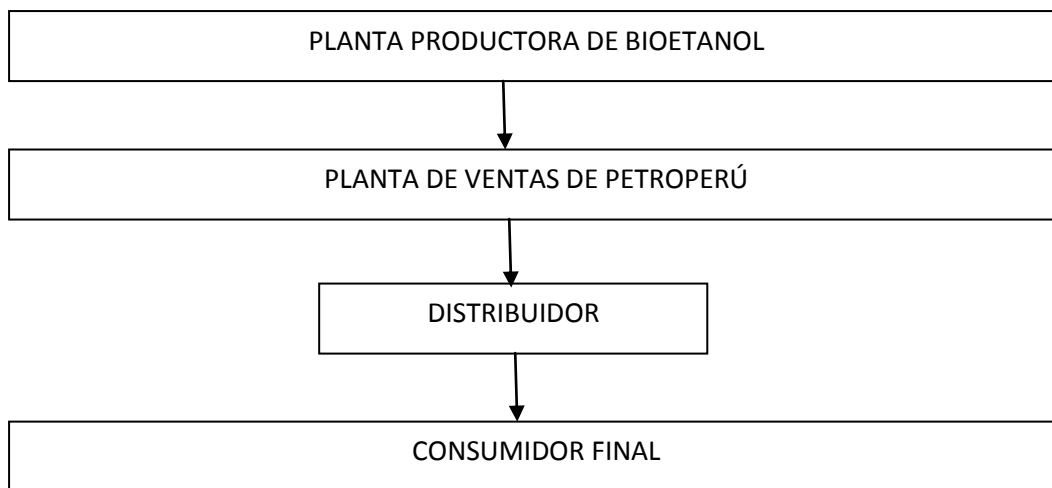 PLANTA PRODUCTORA DE BIOETANOL
PLANTA DE VENTAS DE PETROPERÚ
DISTRIBUIDOR
CONSUMIDOR FINAL